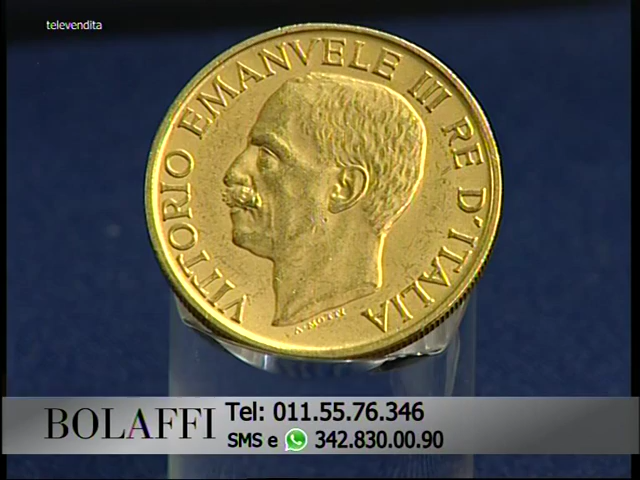 televendita
VITTORIO EMANVELE III RE D'ITALIA
BOLAFFI
Tel: 011.55.76.346
SMS e 342.830.00.90